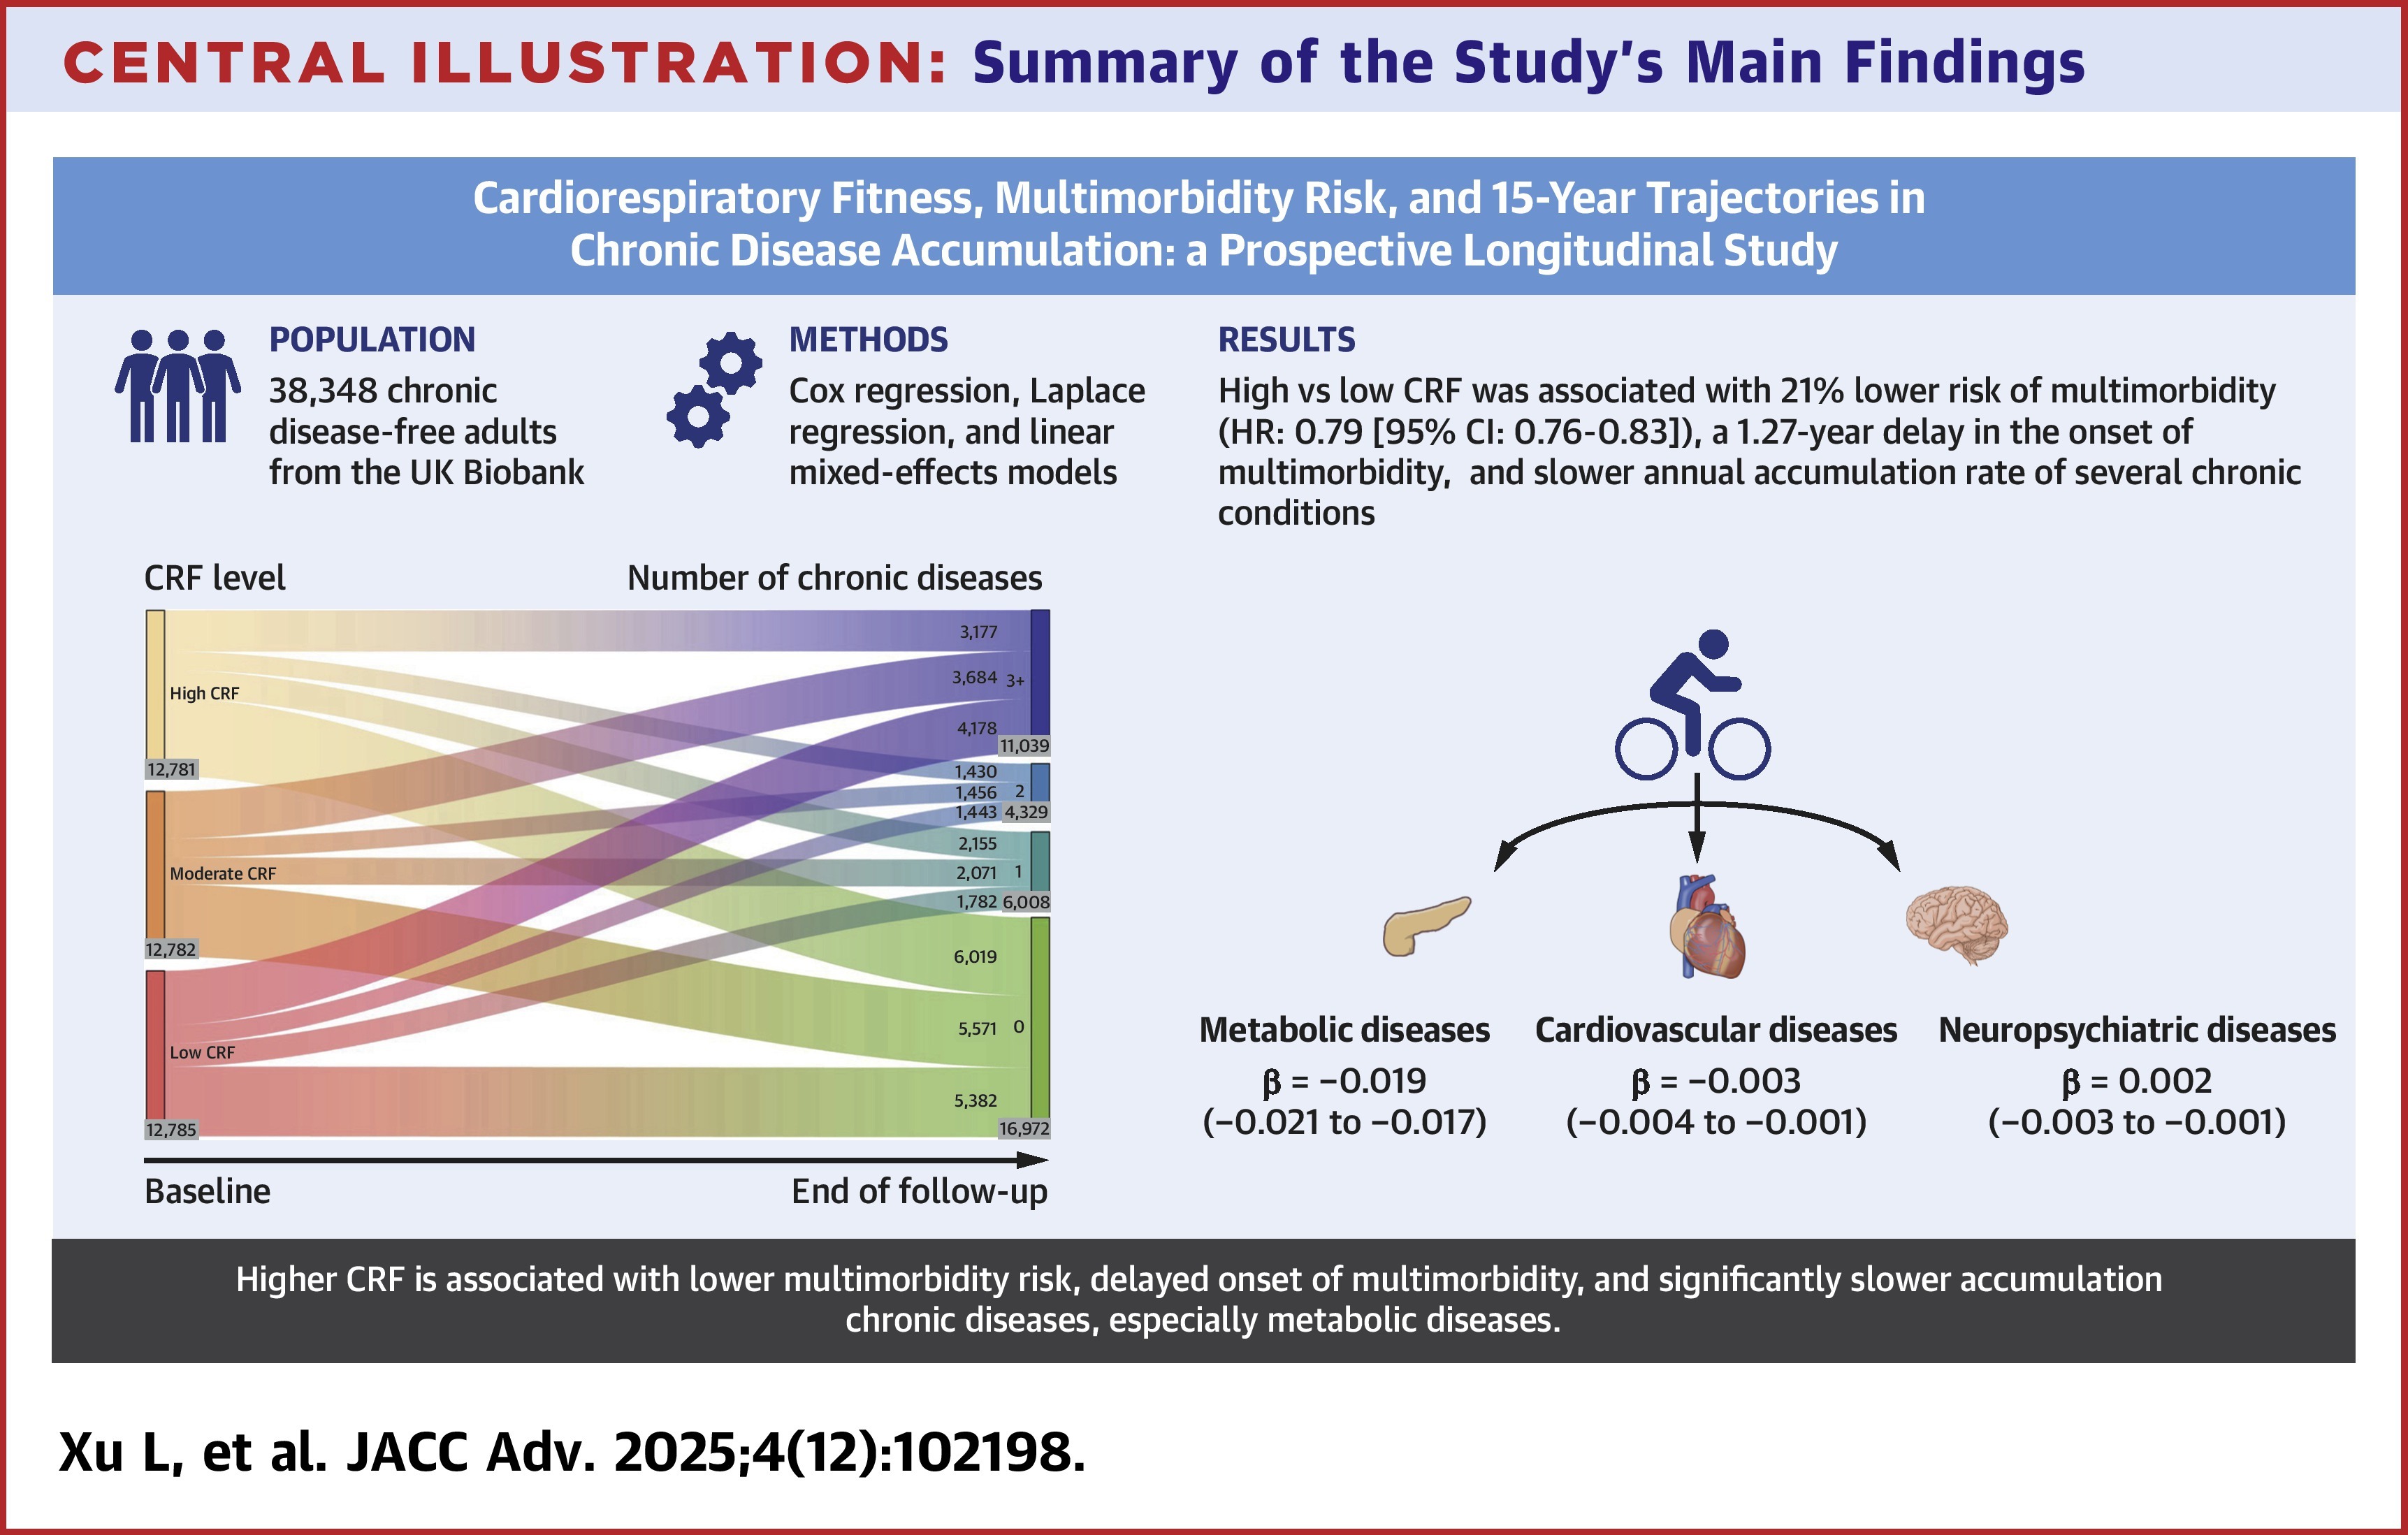 CENTRAL ILLUSTRATION: Summary of the Study's Main Findings
Cardiorespiratory Fitness, Multimorbidity Risk, and 15-Year Trajectories in
Chronic Disease Accumulation: a Prospective Longitudinal Study
POPULATION
38,348 chronic
disease-free adults
from the UK Biobank
METHODS
Cox regression, Laplace
regression, and linear
mixed-effects models
RESULTS
High vs low CRF was associated with 21% lower risk of multimorbidity
(HR: 0.79 [95% CI: 0.76-0.83]), a 1.27-year delay in the onset of
multimorbidity, and slower annual accumulation rate of several chronic
conditions
CRF level
Number of chronic diseases
High CRF
12,781
Moderate CRF
12,782
Low CRF
12,785
3,177
3,684 3+
4,178
11,039
1,430
1,456 2
1,443 4,329
2,155
2,071 1
1,782 6,008
6,019
5,571 0
5,382
16,972
Baseline
End of follow-up
Metabolic diseases
β = −0.019
(−0.021 to −0.017)
Cardiovascular diseases
β = −0.003
(−0.004 to −0.001)
Neuropsychiatric diseases
β = 0.002
(−0.003 to −0.001)
Higher CRF is associated with lower multimorbidity risk, delayed onset of multimorbidity, and significantly slower accumulation
chronic diseases, especially metabolic diseases.
Xu L, et al. JACC Adv. 2025;4(12):102198.